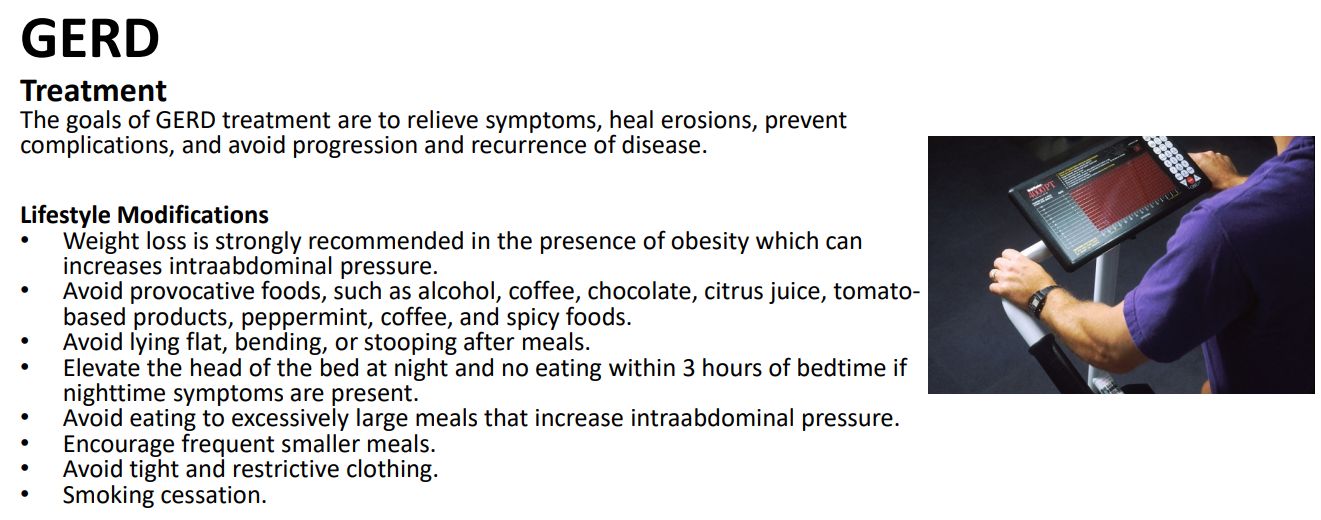 GERD
Treatment
The goals of GERD treatment are to relieve symptoms, heal erosions, prevent
complications, and avoid progression and recurrence of disease.
Lifestyle Modifications
• Weight loss is strongly recommended in the presence of obesity which can
increases intraabdominal pressure.
• Avoid provocative foods, such as alcohol, coffee, chocolate, citrus juice, tomato-
based products, peppermint, coffee, and spicy foods.
• Avoid lying flat, bending, or stooping after meals.
• Elevate the head of the bed at night and no eating within 3 hours of bedtime if
nighttime symptoms are present.
• Avoid eating to excessively large meals that increase intraabdominal pressure.
• Encourage frequent smaller meals.
• Avoid tight and restrictive clothing.
• Smoking cessation.